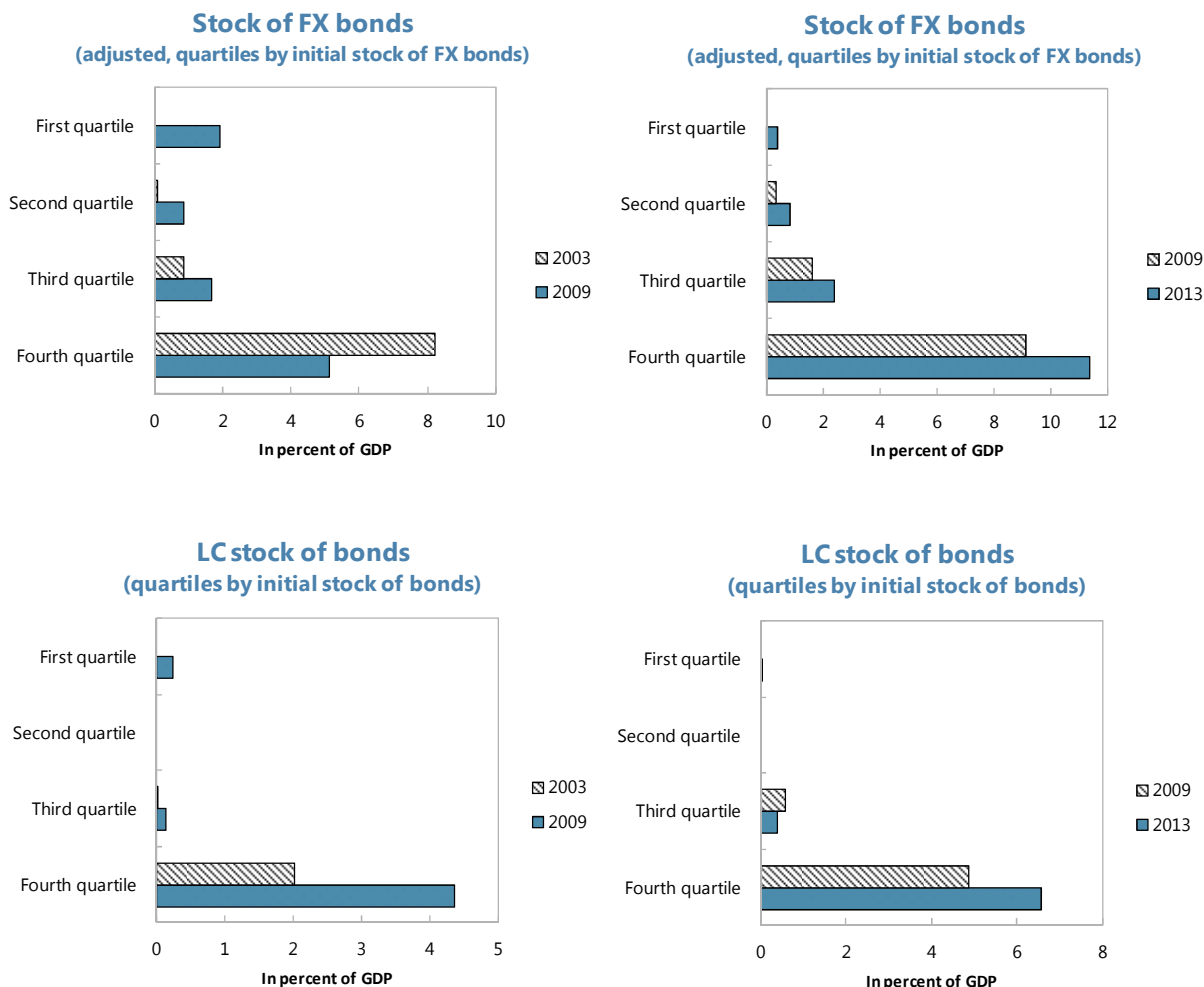 Stock of FX bonds
(adjusted, quartiles by initial stock of FX bonds)
First quartile
Second quartile
Third quartile
Fourth quartile
2003
2009
0 2 4 6 8 10
In percent of GDP
Stock of FX bonds
(adjusted, quartiles by initial stock of FX bonds)
First quartile
Second quartile
Third quartile
Fourth quartile
2009
2013
0 2 4 6 8 10 12
In percent of GDP
LC stock of bonds
(quartiles by initial stock of bonds)
First quartile
Second quartile
Third quartile
Fourth quartile
2003
2009
0 1 2 3 4 5
In percent of GDP
LC stock of bonds
(quartiles by initial stock of bonds)
First quartile
Second quartile
Third quartile
Fourth quartile
2009
2013
0 2 4 6 8
In percent of GDP